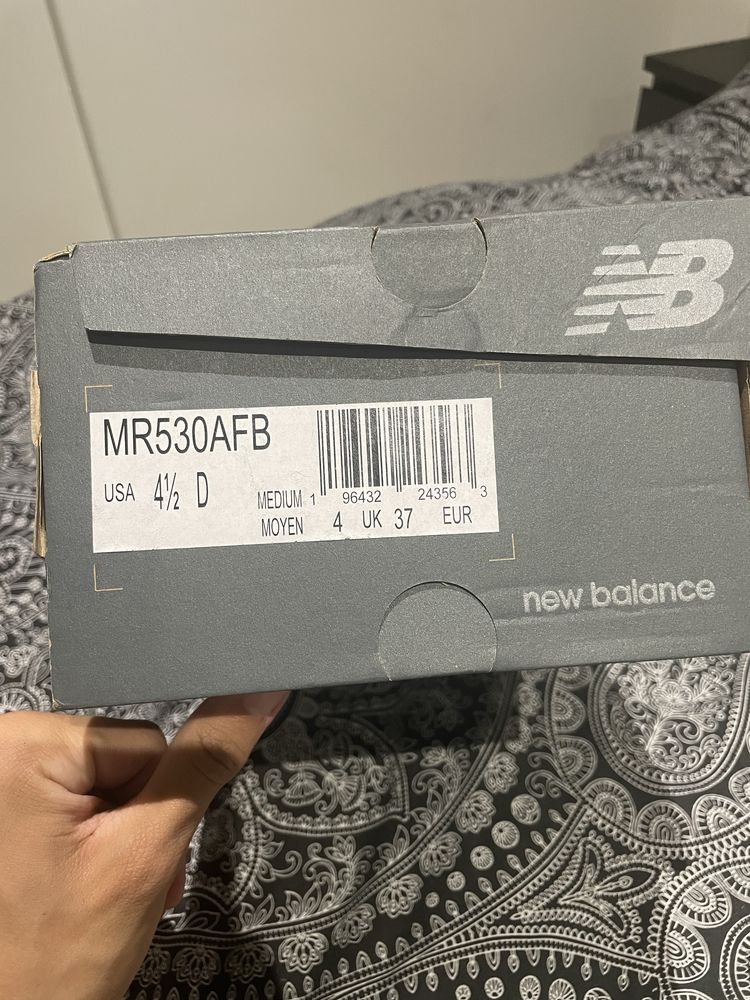 NB
MR530AFB
USA 4½ D
MEDIUM 1 96432 24356 3
MOYEN 4 UK 37 EUR
new balance